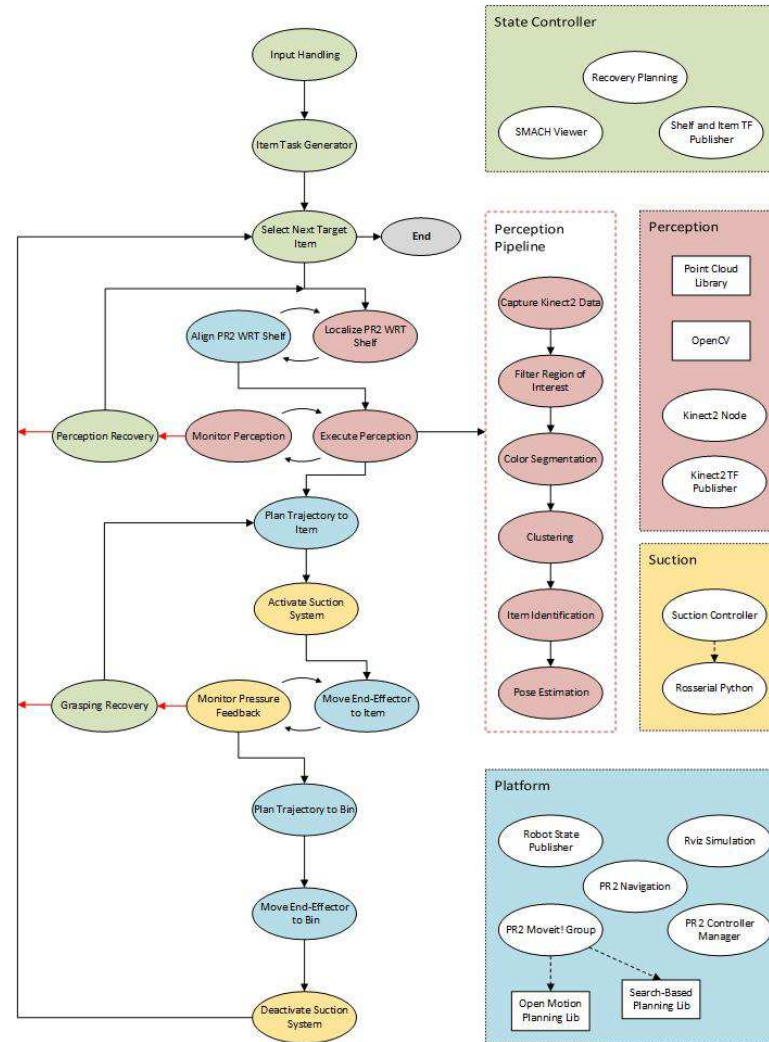 Input Handling
Item Task Generator
Select Next Target
Item
End
Align PR2 WRT Shelf
Localize PR2 WRT
Shelf
Perception Recovery
Monitor Perception
Execute Perception
Plan Trajectory to
Item
Activate Suction
System
Grasping Recovery
Monitor Pressure
Feedback
Move End-Effector
to Item
Plan Trajectory to Bin
Move End-Effector
to Bin
Deactivate Suction
System
Perception
Pipeline
Capture Kinect2 Data
Filter Region of
Interest
Color Segmentation
Clustering
Item Identification
Pose Estimation
State Controller
Recovery Planning
SMACH Viewer
Shelf and Item TF
Publisher
Perception
Point Cloud
Library
OpenCV
Kinect2 Node
Kinect2 TF
Publisher
Suction
Suction Controller
Rosserial Python
Platform
Robot State
Publisher
Rviz Simulation
PR2 Navigation
PR2 Moveit! Group
PR2 Controller
Manager
Open Motion
Planning Lib
Search-Based
Planning Lib